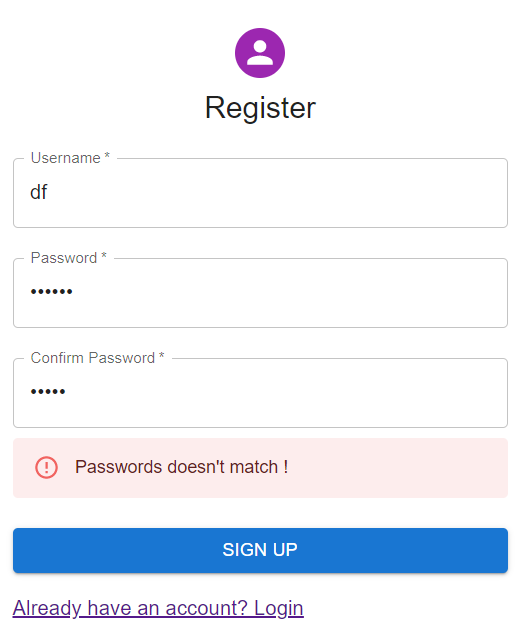 Register
Username *
df
Password *
••••••
Confirm Password *
•••••
Passwords doesn't match !
SIGN UP
Already have an account? Login